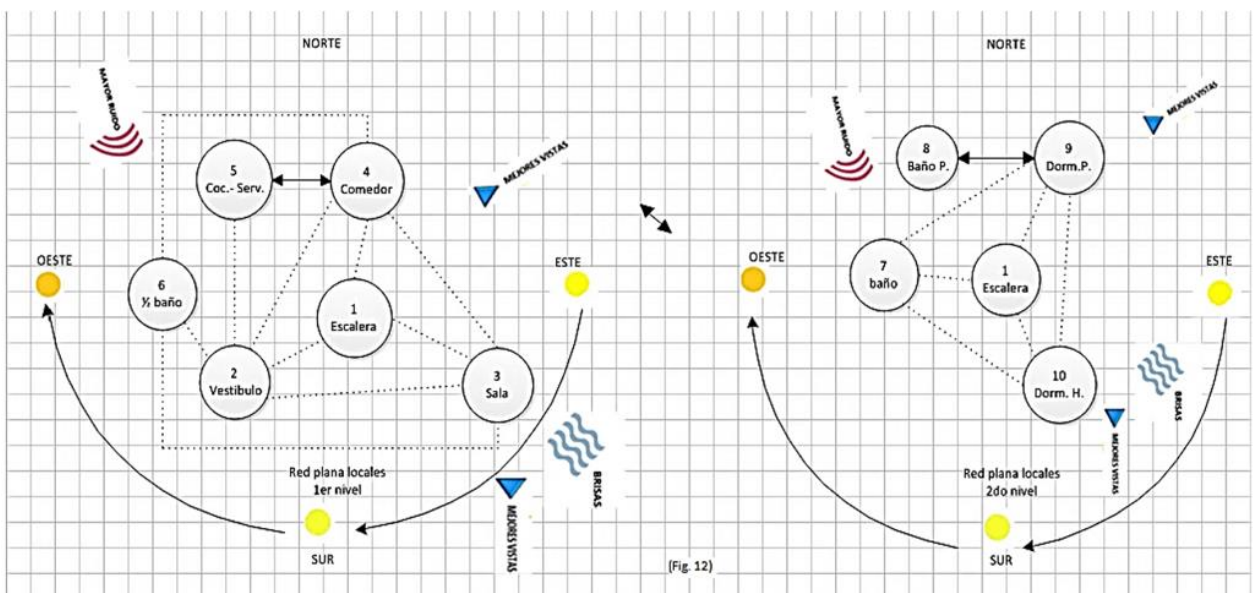 NORTE
MAYOR RUIDO
5
Coc.- Serv.
4
Comedor
MEJORES VISTAS
OESTE
ESTE
6
½ baño
1
Escalera
2
Vestíbulo
3
Sala
BRISAS
MEJORES VISTAS
Red plana locales
1er nivel
SUR
(Fig. 12)
NORTE
MAYOR RUIDO
8
Baño P.
9
Dorm.P.
MEJORES VISTAS
OESTE
ESTE
7
baño
1
Escalera
10
Dorm. H.
BRISAS
MEJORES VISTAS
Red plana locales
2do nivel
SUR